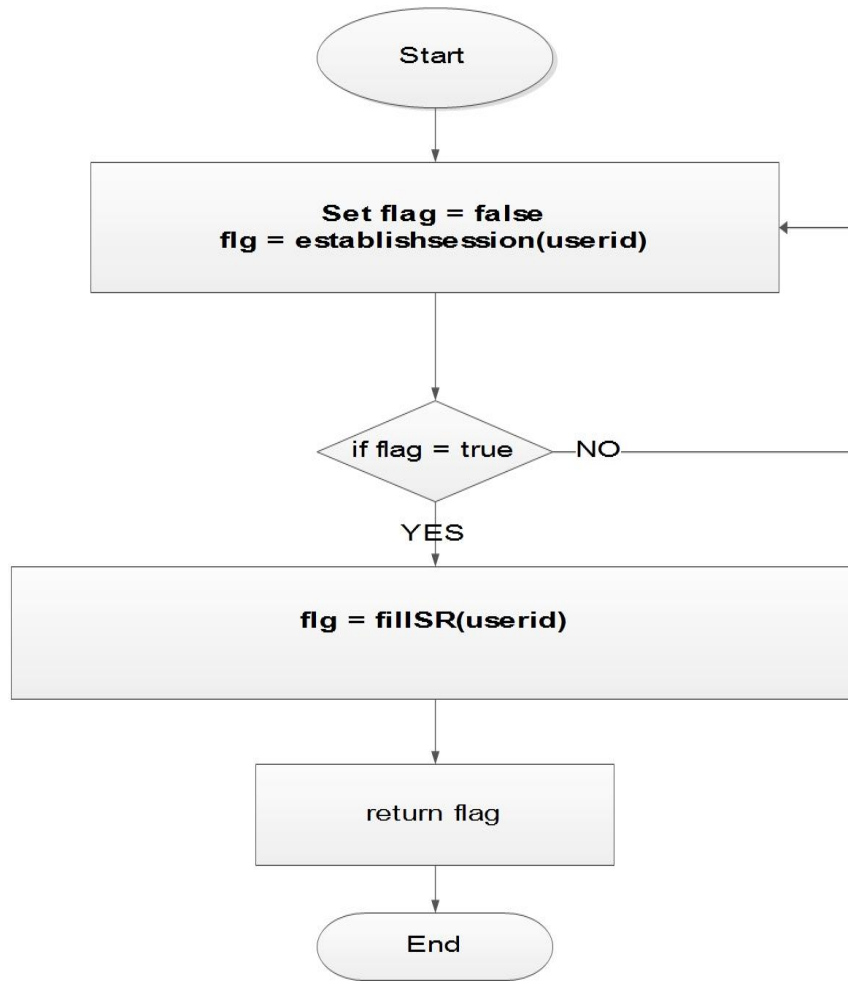 Start
Set flag = false
flg = establishsession(userid)
if flag = true
NO
YES
flg = fillSR(userid)
return flag
End